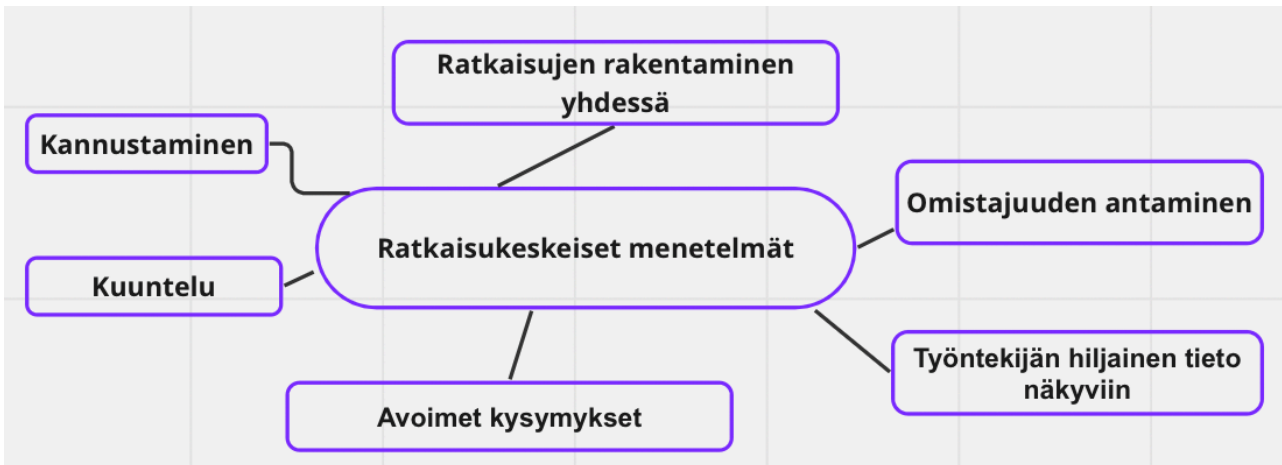 Ratkaisujen rakentaminen
yhdessä
Kannustaminen
Omistajuuden antaminen
Ratkaisukeskeiset menetelmät
Kuuntelu
Työntekijän hiljainen tieto
näkyviin
Avoimet kysymykset